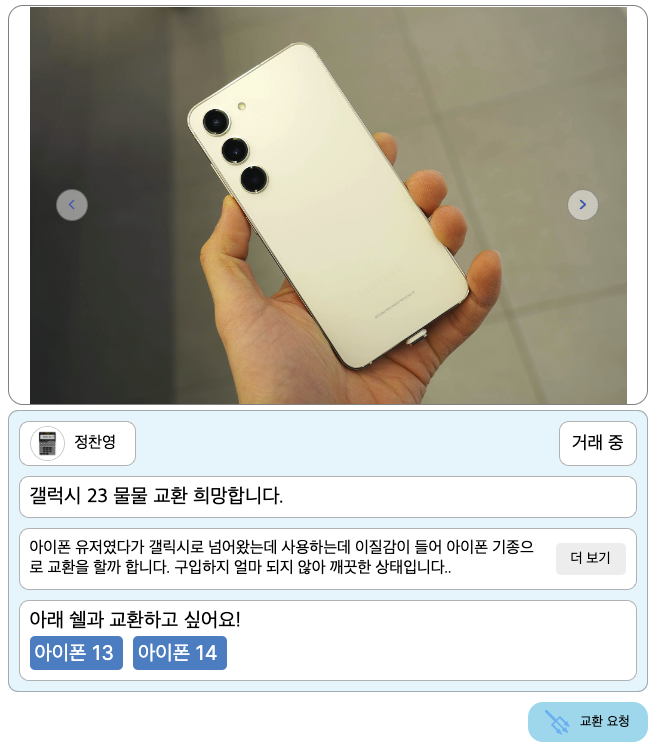 정찬영
거래 중
갤럭시 23 물물 교환 희망합니다.
아이폰 유저였다가 갤릭시로 넘어왔는데 사용하는데 이질감이 들어 아이폰 기종으
로 교환을 할까 합니다. 구입하지 얼마 되지 않아 깨끗한 상태입니다..
더 보기
아래 쉘과 교환하고 싶어요!
아이폰 13
아이폰 14
교환 요청